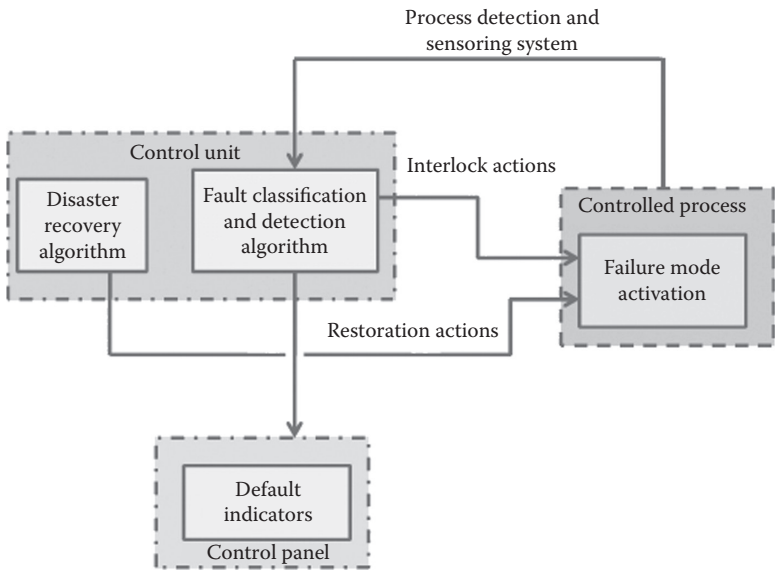 Process detection and
sensoring system
Control unit
Interlock actions
Disaster
recovery
algorithm
Fault classification
and detection
algorithm
Controlled process
Failure mode
activation
Restoration actions
Default
indicators
Control panel